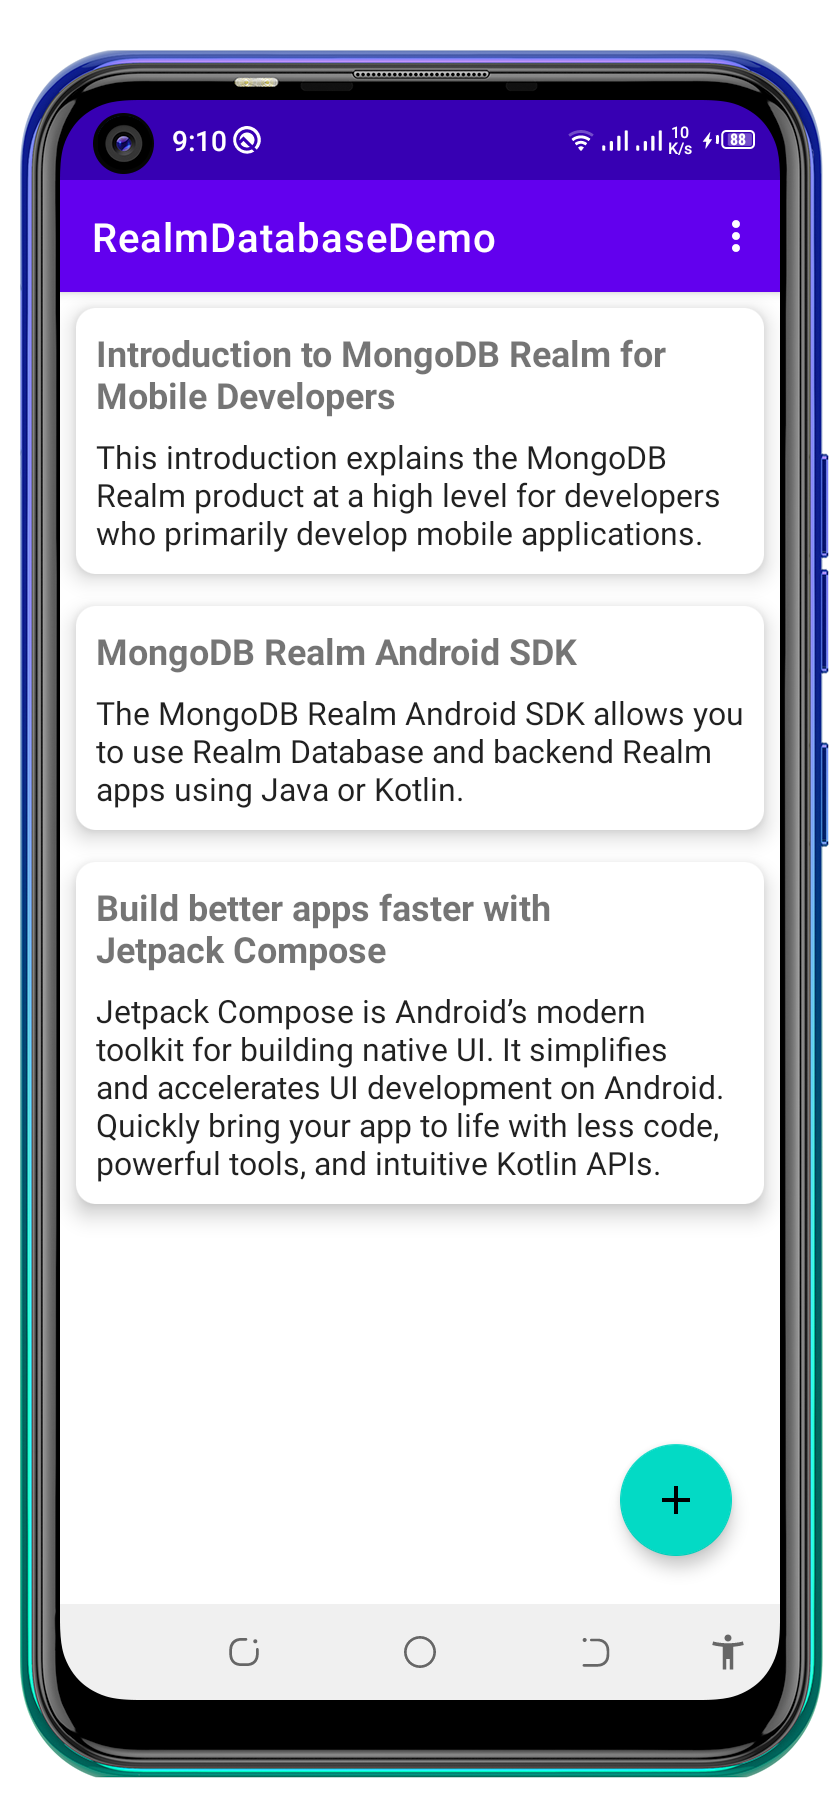 9:10
10
K/s
88
RealmDatabaseDemo
Introduction to MongoDB Realm for
Mobile Developers
This introduction explains the MongoDB
Realm product at a high level for developers
who primarily develop mobile applications.
MongoDB Realm Android SDK
The MongoDB Realm Android SDK allows you
to use Realm Database and backend Realm
apps using Java or Kotlin.
Build better apps faster with
Jetpack Compose
Jetpack Compose is Android’s modern
toolkit for building native UI. It simplifies
and accelerates UI development on Android.
Quickly bring your app to life with less code,
powerful tools, and intuitive Kotlin APIs.